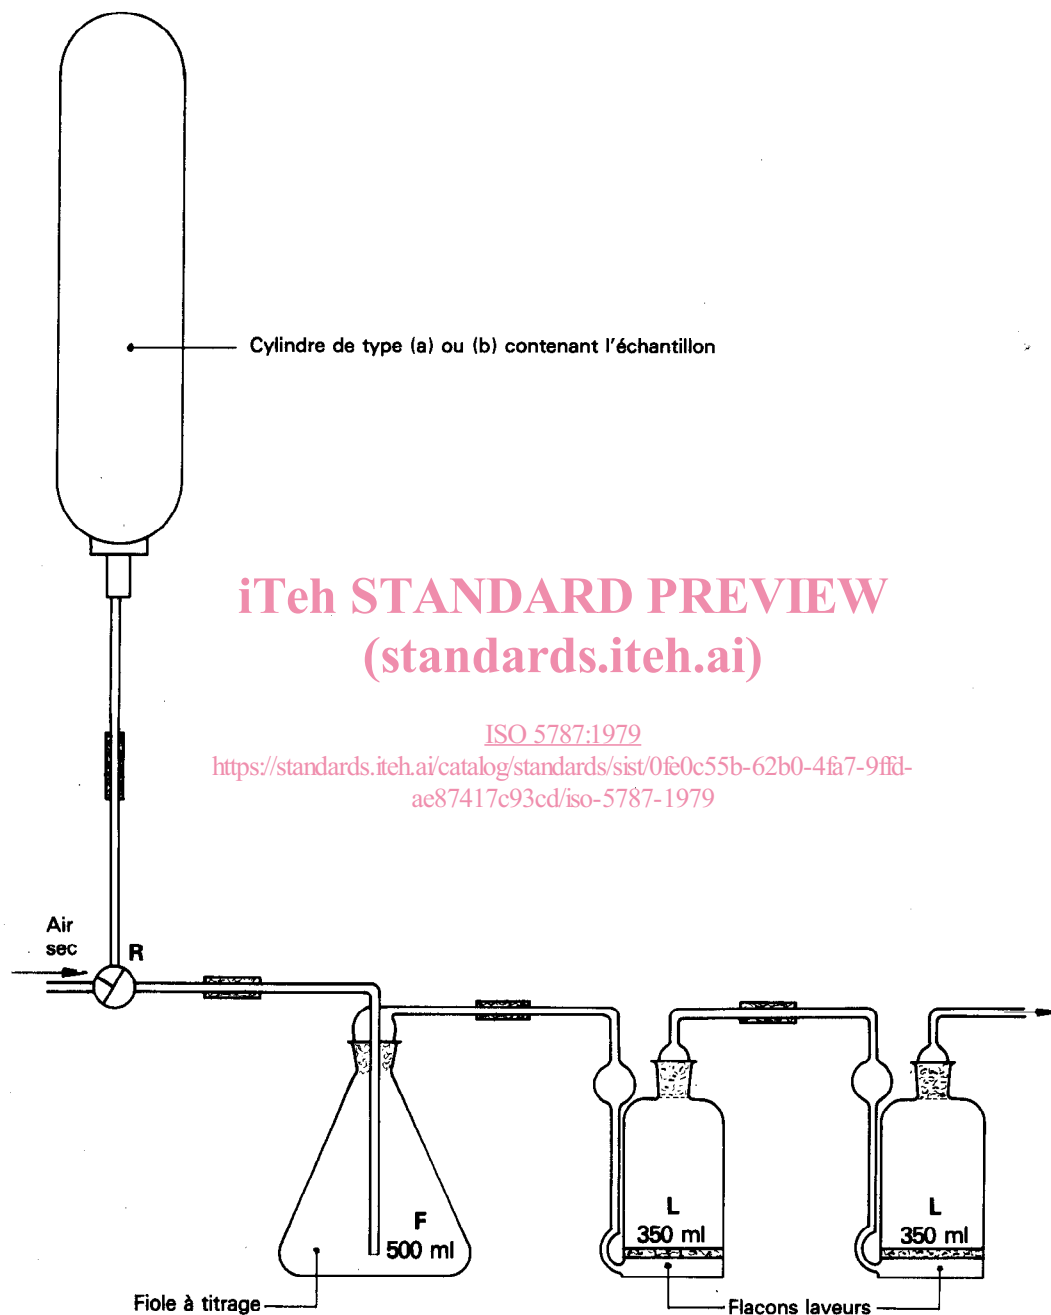 Cylindre de type (a) ou (b) contenant l'échantillon
iTeh STANDARD PREVIEW
(standards.iteh.ai)
ISO 5787:1979
https://standards.iteh.ai/catalog/standards/sist/0fe0c55b-62b0-4fa7-9ffd-
ae87417c93cd/iso-5787-1979
Air
sec
R
F
500 ml
L
350 ml
L
350 ml
Fiole à titrage
Flacons laveurs